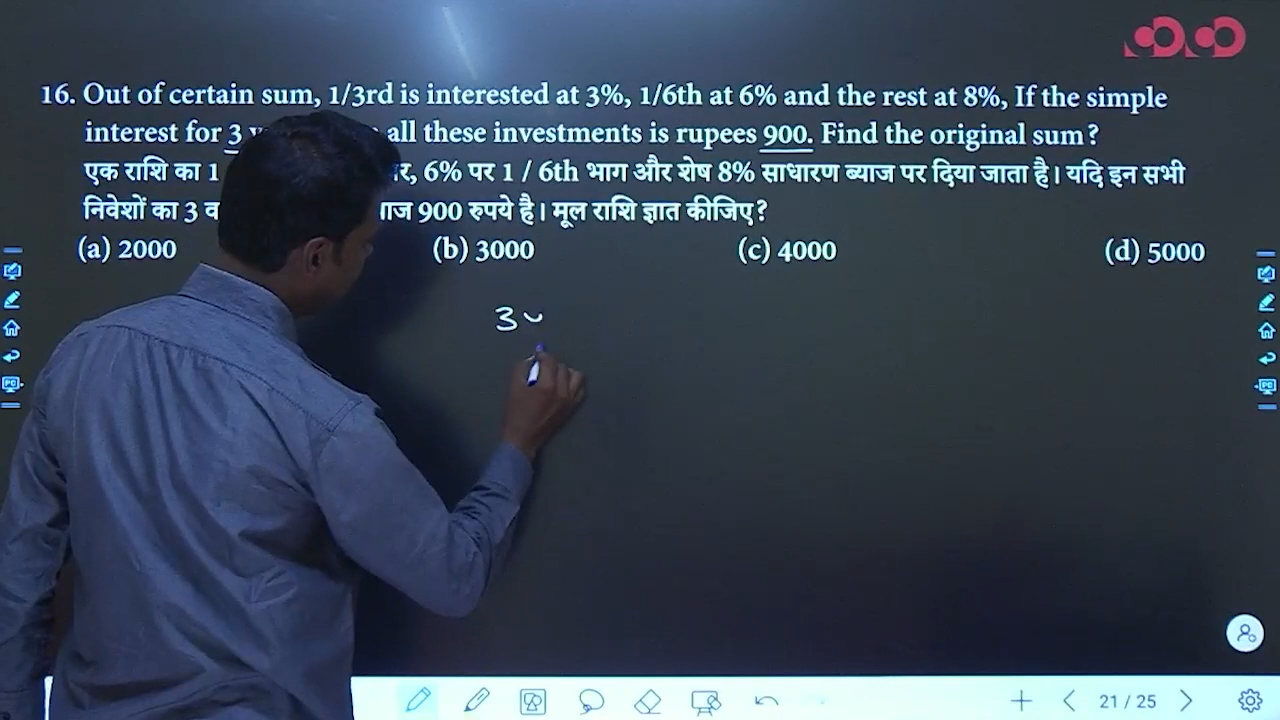 16. Out of certain sum, 1/3rd is interested at 3%, 1/6th at 6% and the rest at 8%, If the simple
interest for 3 all these investments is rupees 900. Find the original sum?
एक राशि का 1 6% पर 1 / 6th भाग और शेष 8% साधारण ब्याज पर दिया जाता है। यदि इन सभी
निवेशों का 3 900 रुपये है। मूल राशि ज्ञात कीजिए?
(a) 2000 (b) 3000 (c) 4000 (d) 5000
3
21 / 25